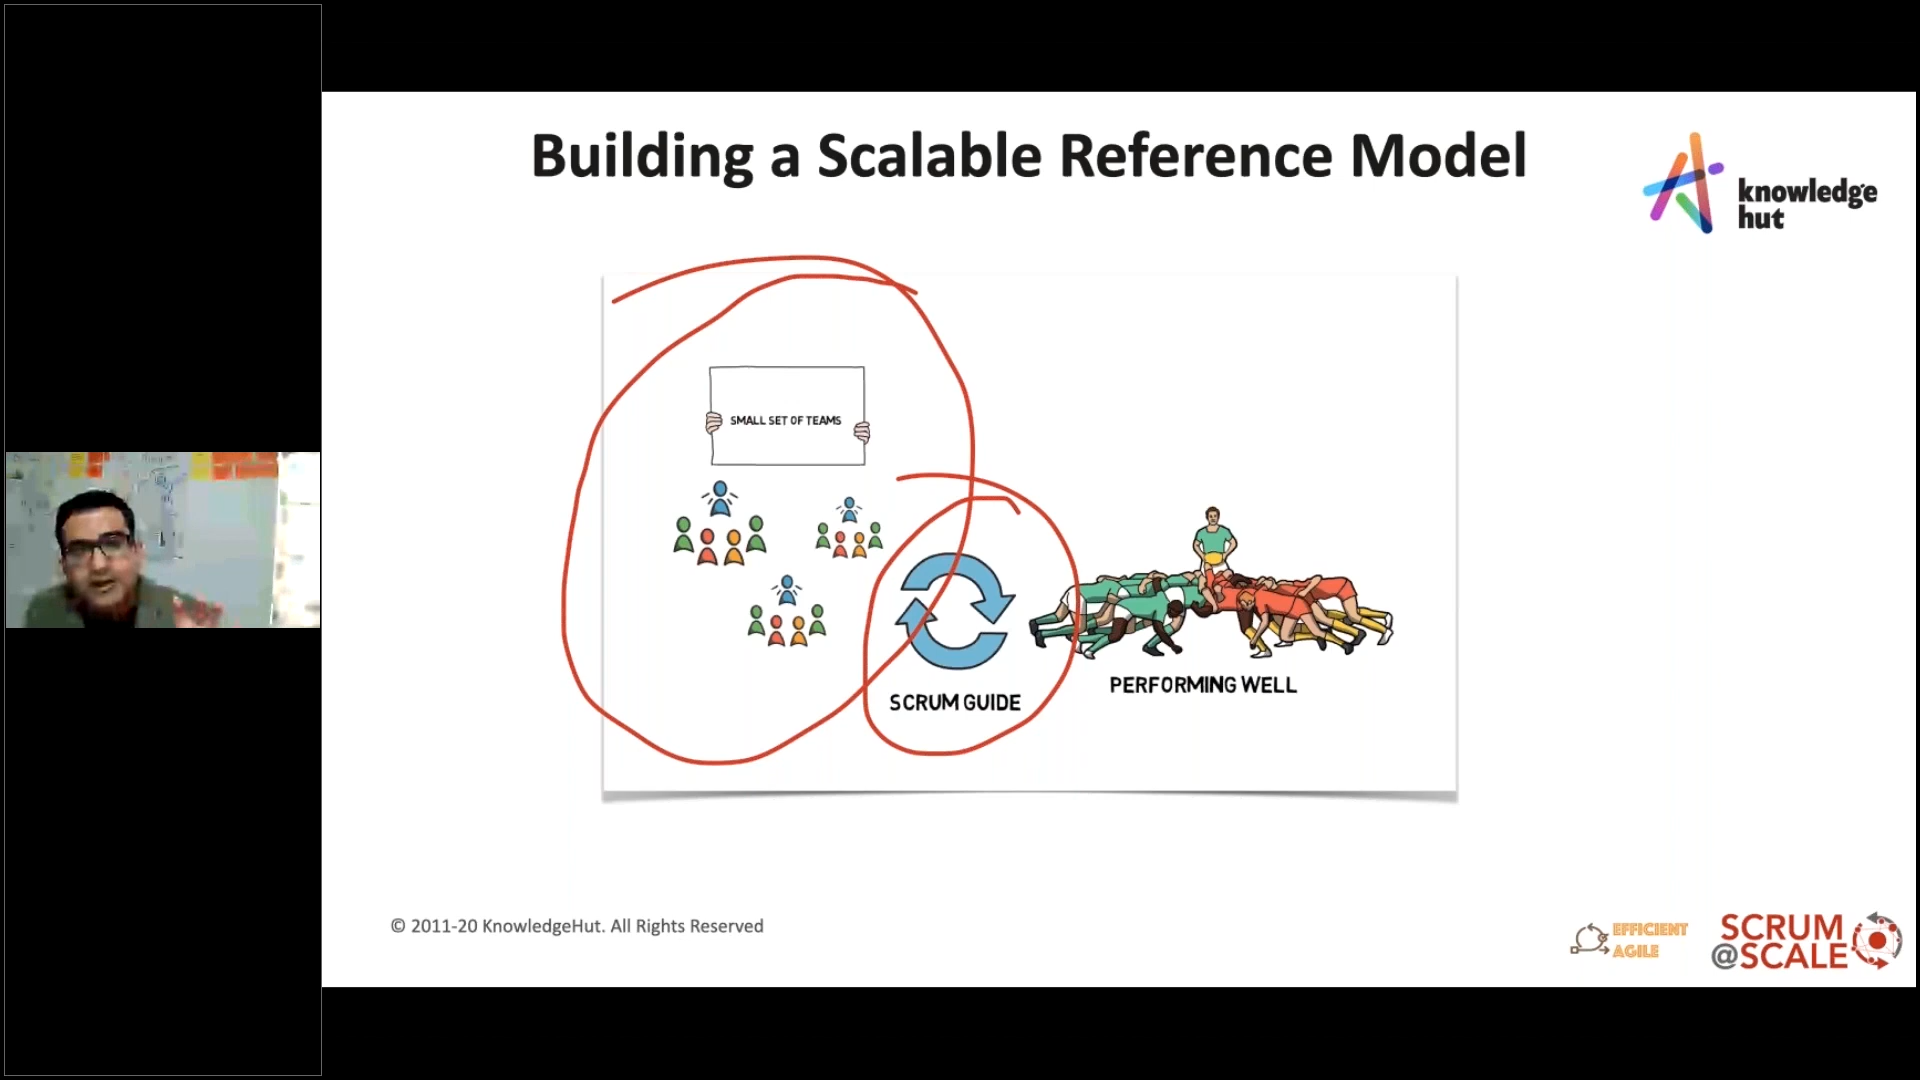 Building a Scalable Reference Model
knowledge
hut
SMALL SET OF TEAMS
SCRUM GUIDE
PERFORMING WELL
© 2011-20 KnowledgeHut. All Rights Reserved
EFFICIENT
AGILE
SCRUM
@SCALE